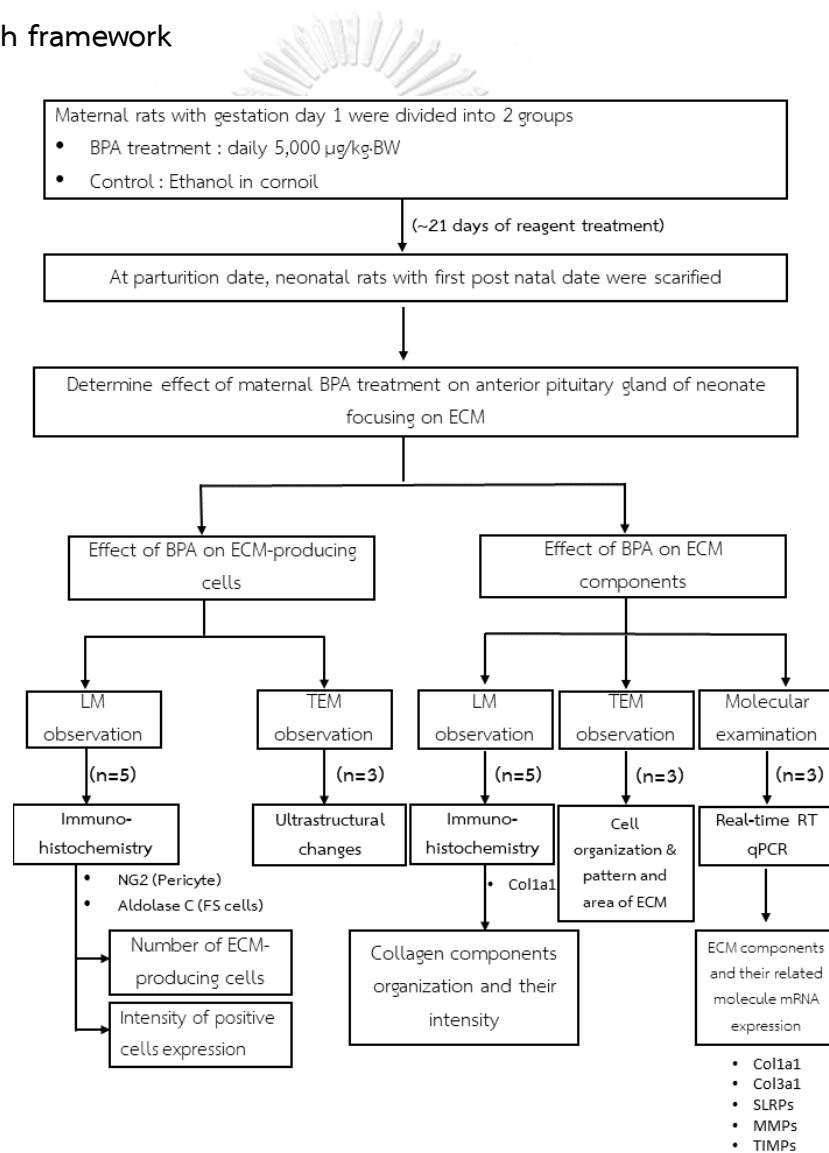 h framework
Maternal rats with gestation day 1 were divided into 2 groups
• BPA treatment : daily 5,000 µg/kg·BW
• Control : Ethanol in cornoil
(~21 days of reagent treatment)
At parturition date, neonatal rats with first post natal date were scarified
Determine effect of maternal BPA treatment on anterior pituitary gland of neonate
focusing on ECM
Effect of BPA on ECM-producing
cells
Effect of BPA on ECM
components
LM
observation
TEM
observation
LM
observation
TEM
observation
Molecular
examination
(n=5)
(n=3)
(n=5)
(n=3)
(n=3)
Immuno-
histochemistry
Ultrastructural
changes
Immuno-
histochemistry
Cell
organization &
pattern and
area of ECM
Real-time RT
qPCR
• NG2 (Pericyte)
• Aldolase C (FS cells)
• Col1a1
Number of ECM-
producing cells
Intensity of positive
cells expression
Collagen components
organization and their
intensity
ECM components
and their related
molecule mRNA
expression
• Col1a1
• Col3a1
• SLRPs
• MMPs
• TIMPs